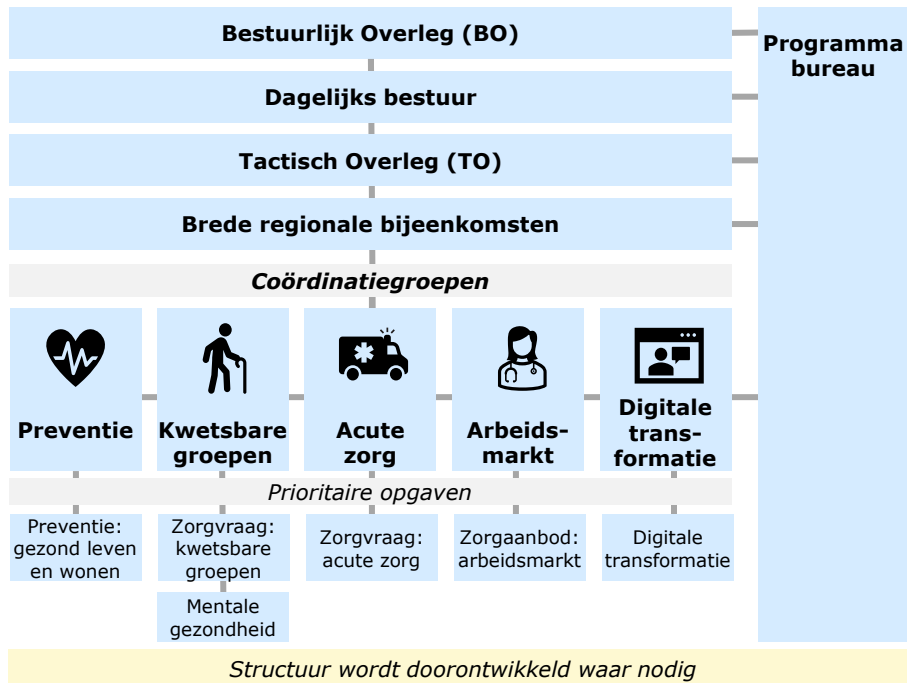 Bestuurlijk Overleg (BO)
Programma
bureau
Dagelijks bestuur
Tactisch Overleg (TO)
Brede regionale bijeenkomsten
Coördinatiegroepen
Preventie
Kwetsbare
groepen
Acute
zorg
Arbeids-
markt
Digitale
trans-
formatie
Prioritaire opgaven
Preventie:
gezond leven
en wonen
Zorgvraag:
kwetsbare
groepen
Zorgvraag:
acute zorg
Zorgaanbod:
arbeidsmarkt
Digitale
transformatie
Mentale
gezondheid
Structuur wordt doorontwikkeld waar nodig